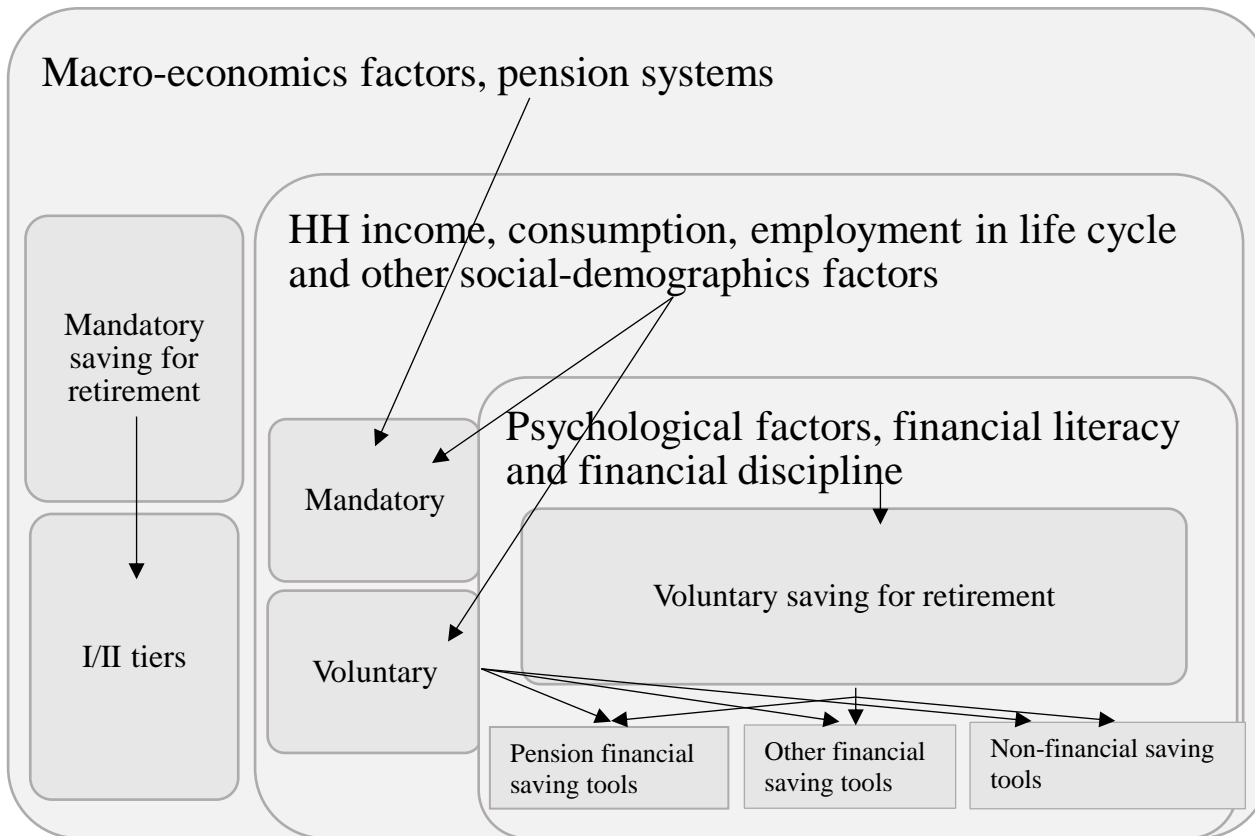 Macro-economics factors, pension systems
HH income, consumption, employment in life cycle
and other social-demographics factors
Mandatory
saving for
retirement
Psychological factors, financial literacy
and financial discipline
Mandatory
Voluntary saving for retirement
I/II tiers
Voluntary
Pension financial
saving tools
Other financial
saving tools
Non-financial saving
tools